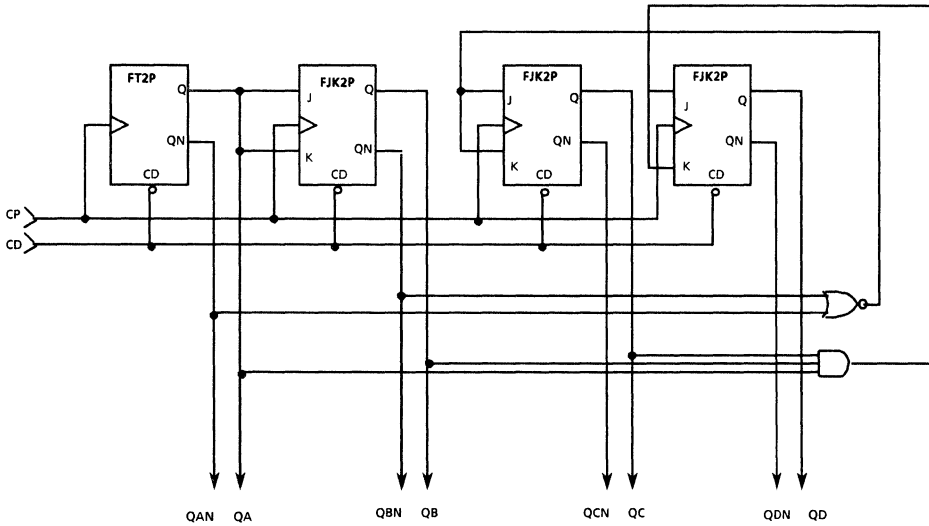 FT2P
Q
QN
CD
FJK2P
J
Q
K
QN
CD
FJK2P
J
Q
K
QN
CD
FJK2P
J
Q
QN
K
CD
CP
CD
QAN QA QBN QB QCN QC QDN QD